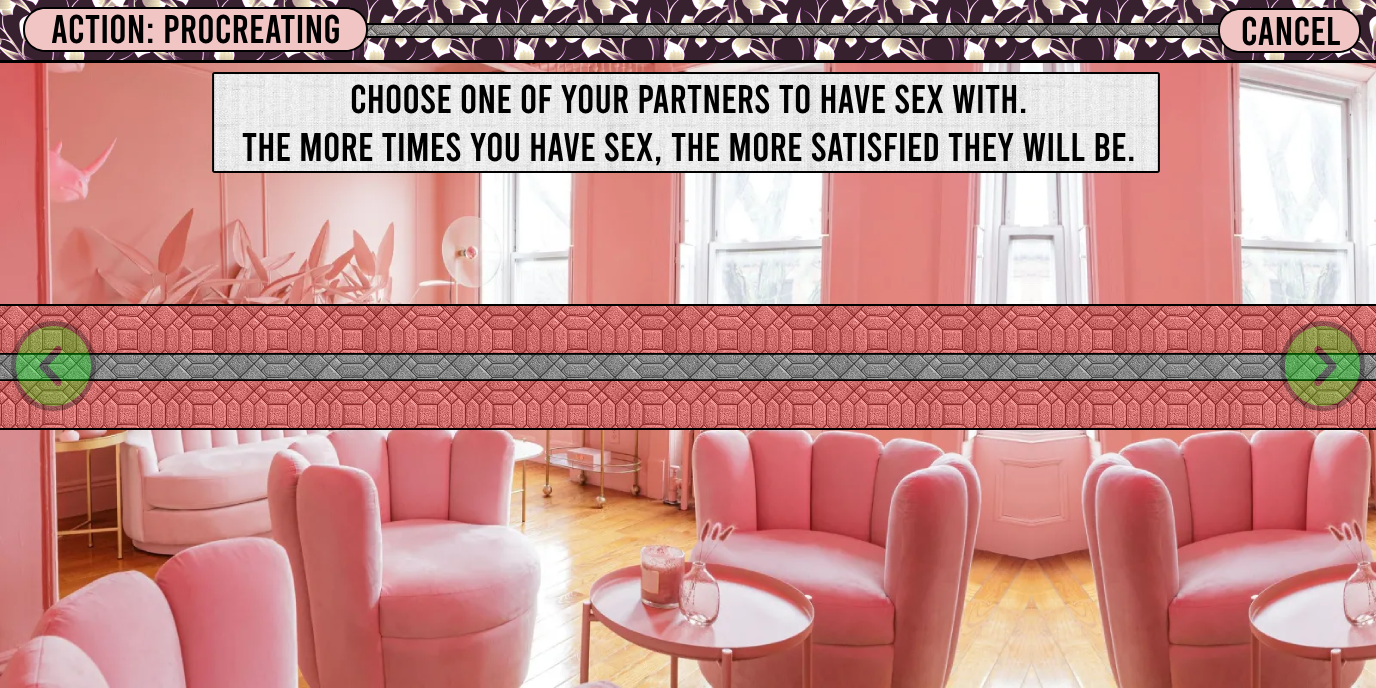 ACTION: PROCREATING
CANCEL
CHOOSE ONE OF YOUR PARTNERS TO HAVE SEX WITH.
THE MORE TIMES YOU HAVE SEX, THE MORE SATISFIED THEY WILL BE.